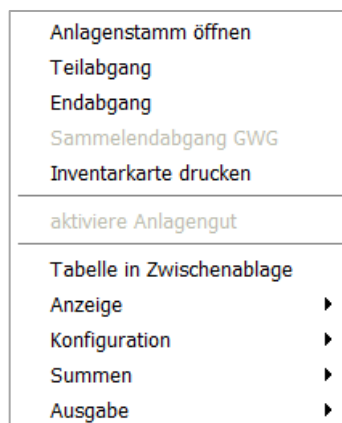 Anlagenstamm öffnen
Teilabgang
Endabgang
Sammelendabgang GWG
Inventarkarte drucken
aktiviere Anlagengut
Tabelle in Zwischenablage
Anzeige
Konfiguration
Summen
Ausgabe